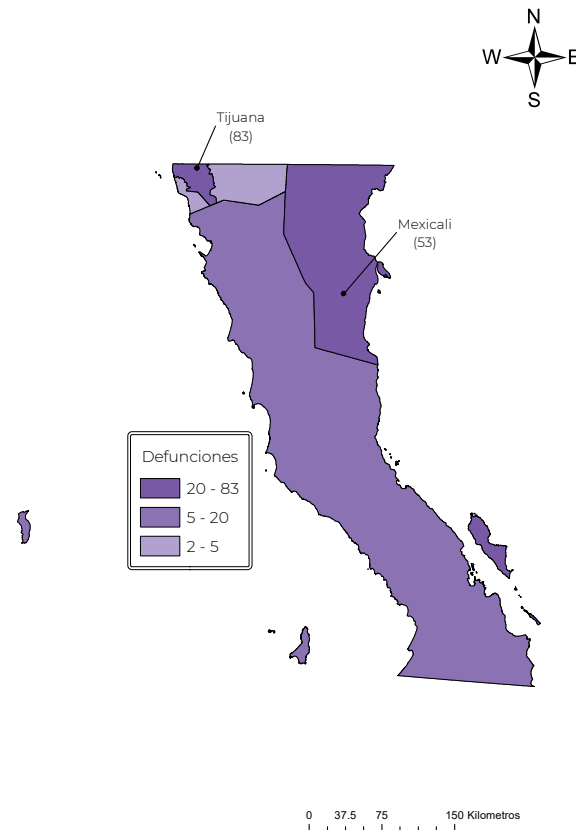 N
W E
S
Tijuana
(83)
Mexicali
(53)
Defunciones
20 - 83
5 - 20
2 - 5
0 37.5 75 150 Kilometros